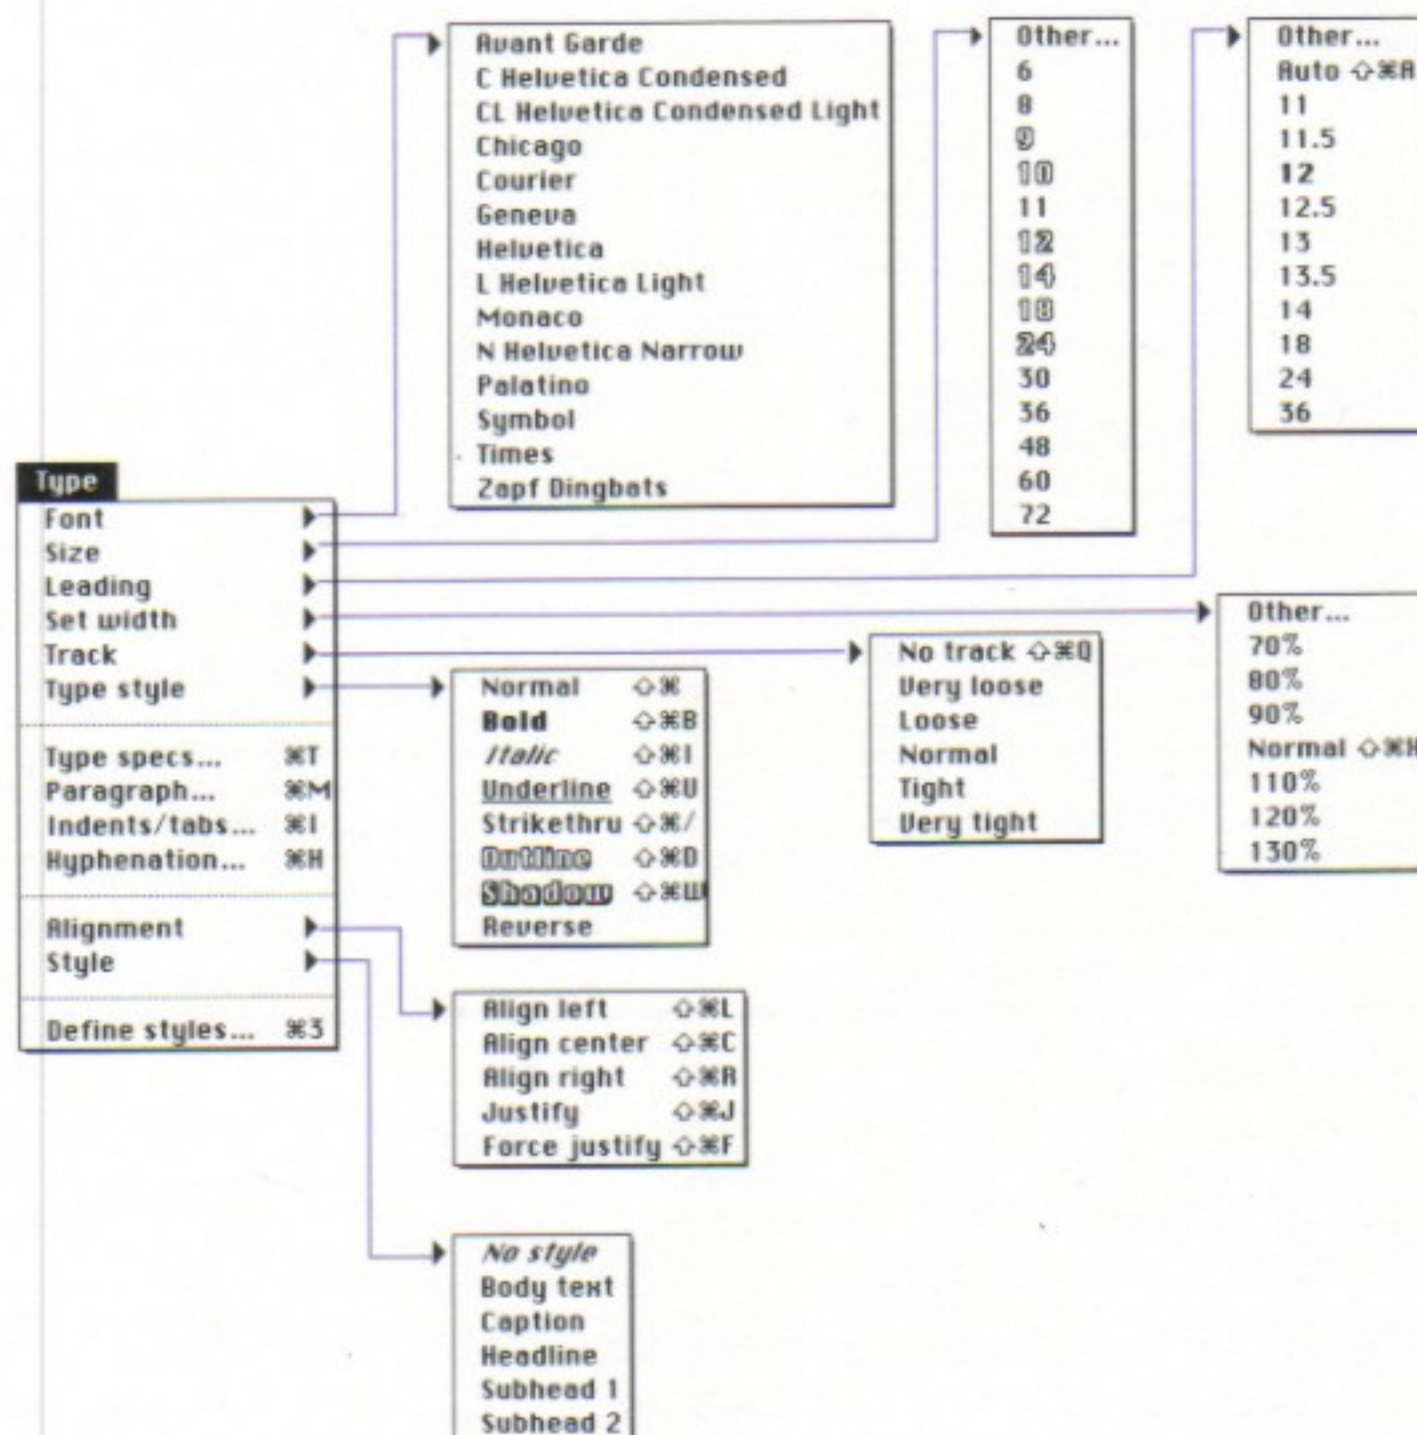 Type
Font
Size
Leading
Set width
Track
Type style
Type specs... ⌘T
Paragraph... ⌘M
Indents/tabs... ⌘I
Hyphenation... ⌘H
Alignment
Style
Define styles... ⌘3
Avant Garde
C Helvetica Condensed
CL Helvetica Condensed Light
Chicago
Courier
Geneva
Helvetica
L Helvetica Light
Monaco
N Helvetica Narrow
Palatino
Symbol
Times
Zapf Dingbats
Other...
6
8
9
10
11
12
14
18
24
30
36
48
60
72
Other...
Auto ⇧⌘A
11
11.5
12
12.5
13
13.5
14
18
24
36
Other...
70%
80%
90%
Normal ⇧⌘X
110%
120%
130%
No track ⇧⌘Q
Very loose
Loose
Normal
Tight
Very tight
Normal ⇧⌘
Bold ⇧⌘B
Italic ⇧⌘I
Underline ⇧⌘U
Strikethru ⇧⌘/
Outline ⇧⌘D
Shadow ⇧⌘W
Reverse
Align left ⇧⌘L
Align center ⇧⌘C
Align right ⇧⌘R
Justify ⇧⌘J
Force justify ⇧⌘F
No style
Body text
Caption
Headline
Subhead 1
Subhead 2